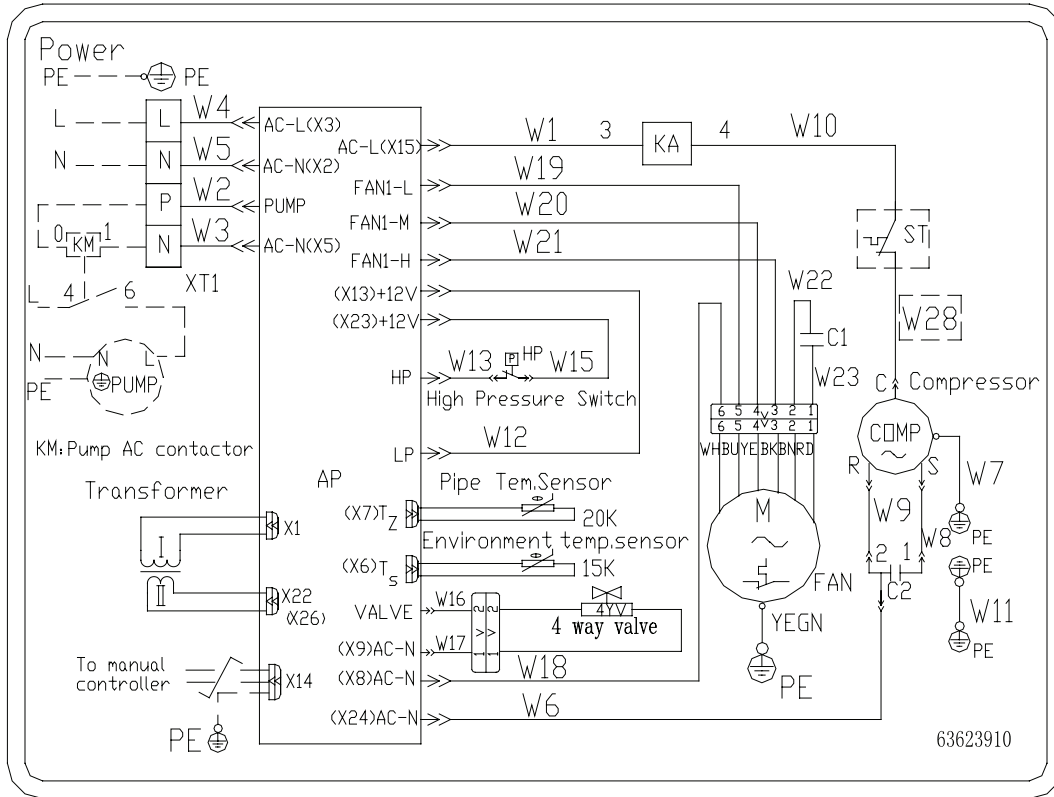 Power
PE PE
L L W4 AC-L(X3)
N N W5 AC-N(X2)
P W2 PUMP
0 KM 1 N W3 AC-N(X5)
XT1
L 4 6
N N L
PE PUMP
KM:Pump AC contactor
Transformer
I X1
II X22
(X26)
To manual
controller X14
PE
AP
AC-L(X15) W1 3 KA 4 W10
FAN1-L W19
FAN1-M W20
FAN1-H W21
(X13)+12V
(X23)+12V
HP W13 P HP W15
High Pressure Switch
LP W12
Pipe Tem.Sensor
(X7)TZ 20K
Environment temp.sensor
(X6)Ts 15K
VALVE W16 2 2 4YV
4 way valve
(X9)AC-N W17 1 1
(X8)AC-N W18
(X24)AC-N W6
W22
C1
W23
6 5 4 3 2 1
6 5 4 3 2 1
WH BU YE BK BN RD
M
FAN
YEGN
PE
ST
W28
C Compressor
COMP
R S
W7
W9
W8
PE
2 1
C2
W11
PE
63623910